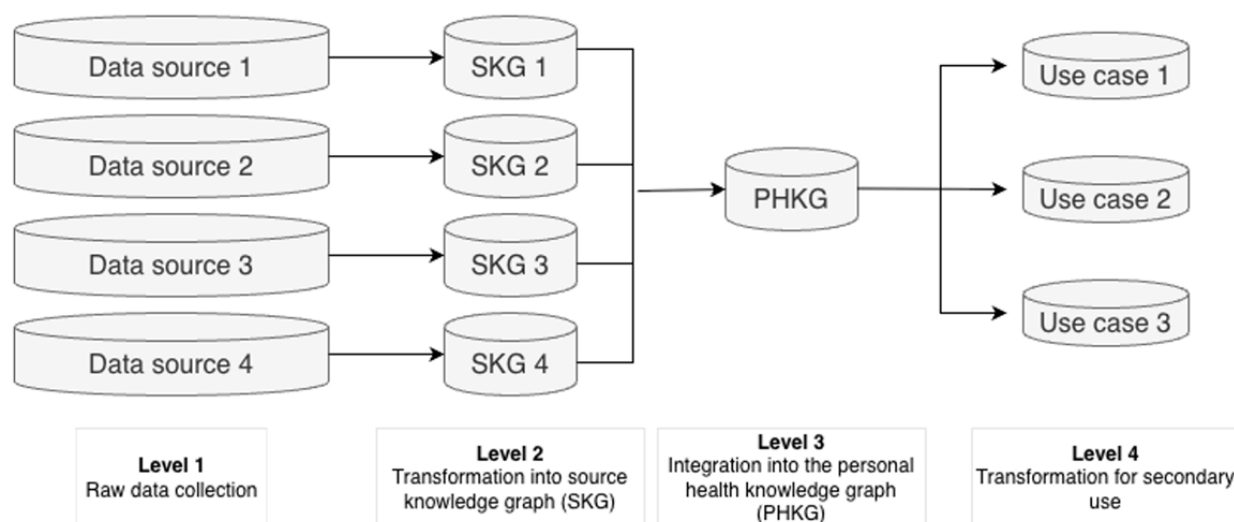 Data source 1
SKG 1
Use case 1
Data source 2
SKG 2
PHKG
Use case 2
Data source 3
SKG 3
Use case 3
Data source 4
SKG 4
Level 1
Raw data collection
Level 2
Transformation into source
knowledge graph (SKG)
Level 3
Integration into the personal
health knowledge graph
(PHKG)
Level 4
Transformation for secondary
use